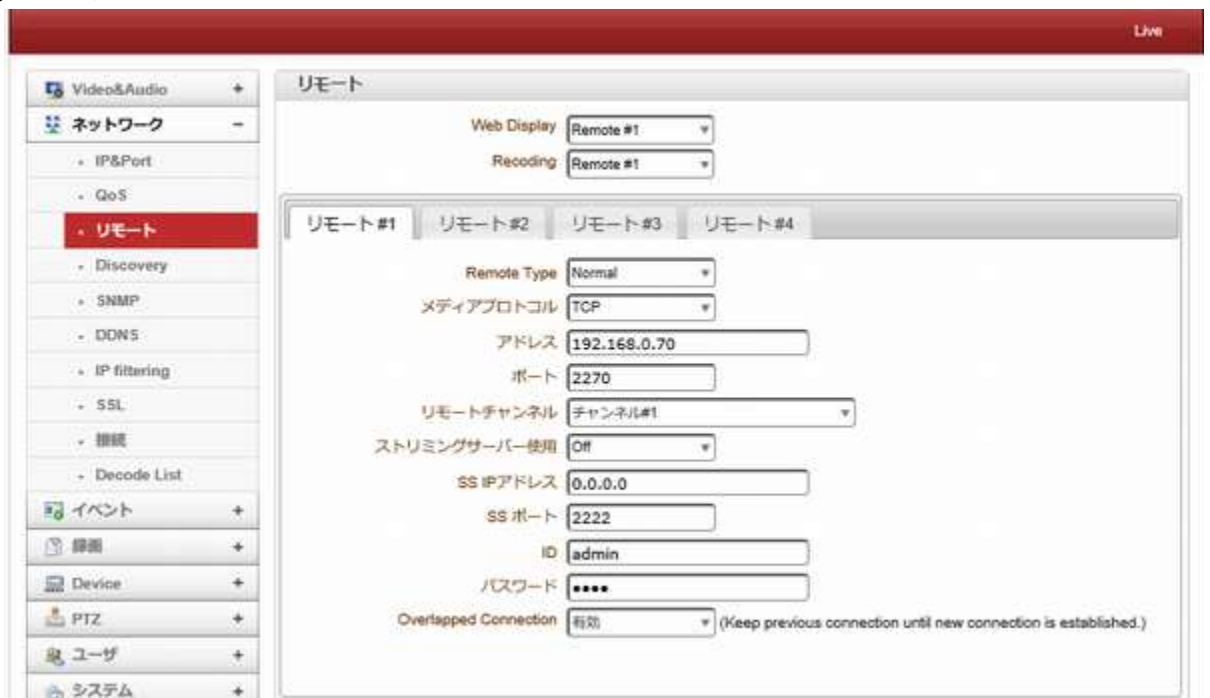 Live
Video&Audio +
ネットワーク -
IP&Port
QoS
リモート
Discovery
SNMP
DDNS
IP filtering
SSL
接続
Decode List
イベント +
録画 +
Device +
PTZ +
ユーザ +
システム +
リモート
Web Display Remote #1
Recoding Remote #1
リモート#1 リモート#2 リモート#3 リモート#4
Remote Type Normal
メディアプロトコル TCP
アドレス 192.168.0.70
ポート 2270
リモートチャンネル チャンネル#1
ストリミングサーバー使用 Off
SS IPアドレス 0.0.0.0
SS ポート 2222
ID admin
パスワード ••••
Overlapped Connection 有効 (Keep previous connection until new connection is established.)